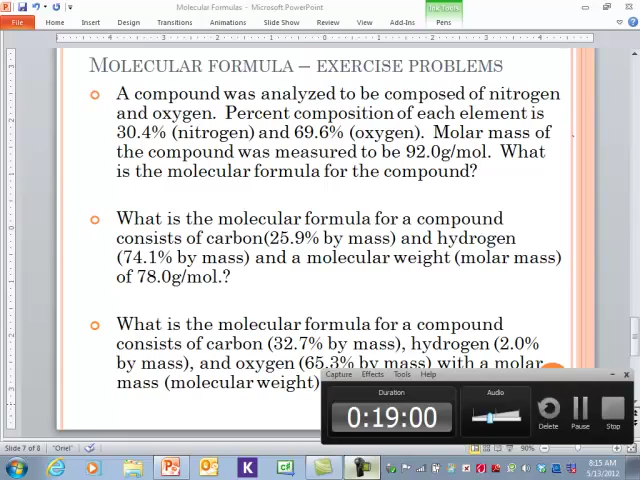 Molecular Formulas - Microsoft PowerPoint
Ink Tools
File Home Insert Design Transitions Animations Slide Show Review View Add-Ins Pens
MOLECULAR FORMULA – EXERCISE PROBLEMS
A compound was analyzed to be composed of nitrogen
and oxygen. Percent composition of each element is
30.4% (nitrogen) and 69.6% (oxygen). Molar mass of
the compound was measured to be 92.0g/mol. What
is the molecular formula for the compound?
What is the molecular formula for a compound
consists of carbon(25.9% by mass) and hydrogen
(74.1% by mass) and a molecular weight (molar mass)
of 78.0g/mol.?
What is the molecular formula for a compound
consists of carbon (32.7% by mass), hydrogen (2.0%
by mass), and oxygen (65.3% by mass) with a molar
mass (molecular weight)
Capture Effects Tools Help
Duration
Audio
0:19:00
Delete
Pause
Stop
Slide 7 of 8 "Oriel"
90%
8:15 AM
5/13/2012